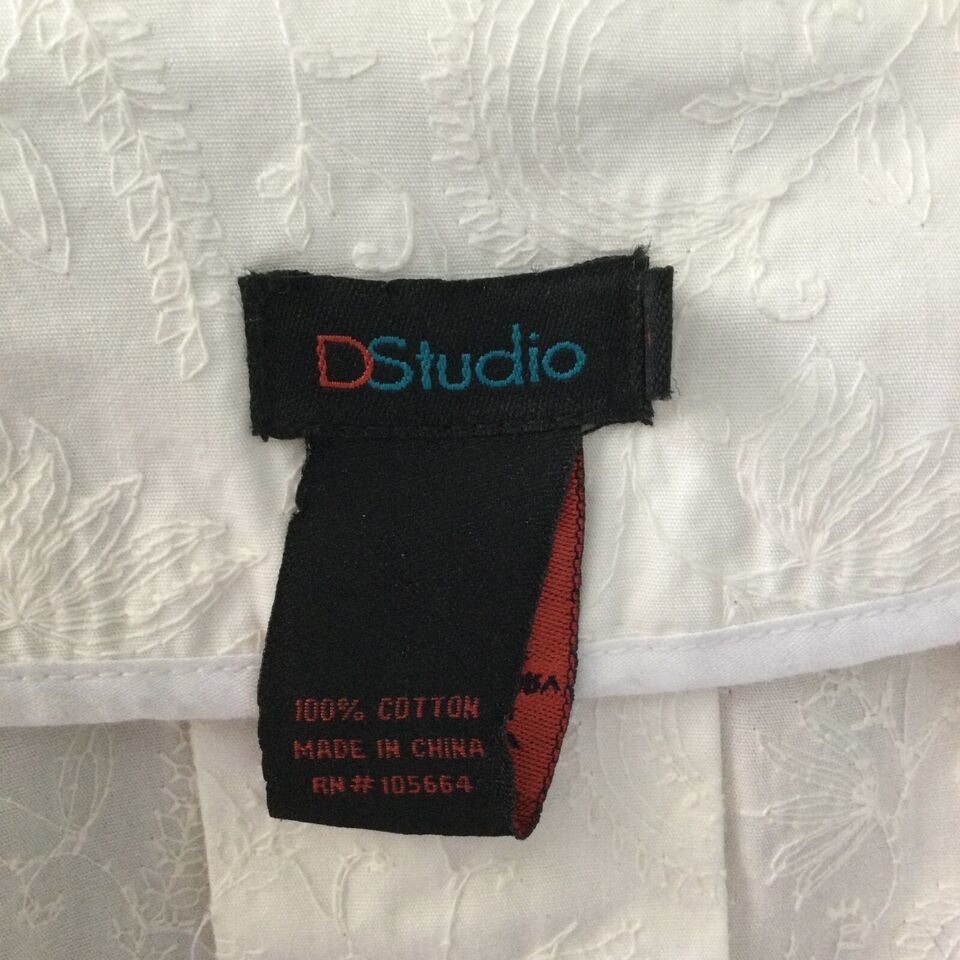 DStudio
100% COTTON
MADE IN CHINA
RN# 105664